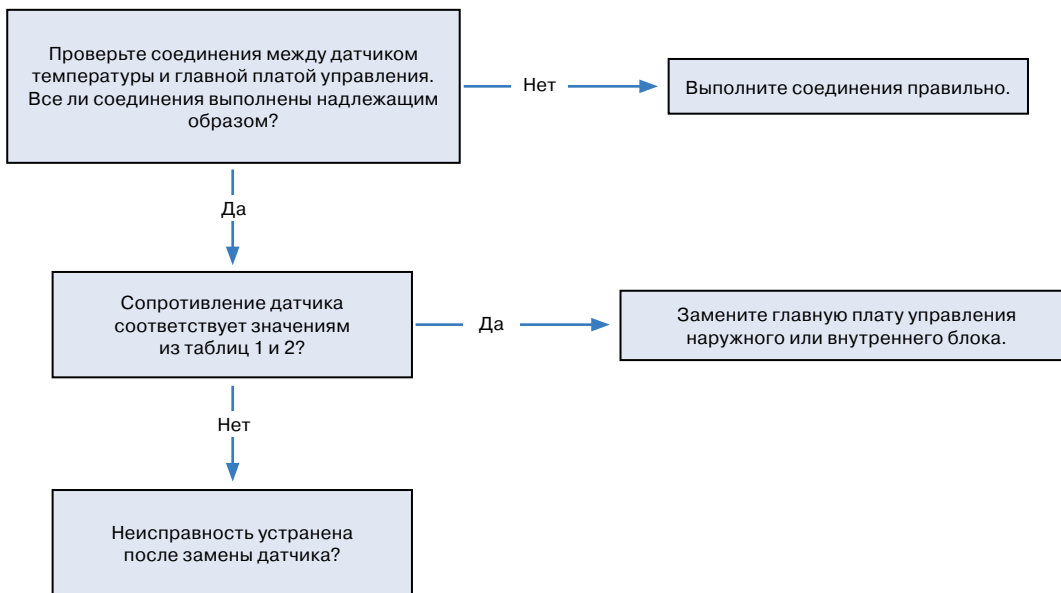 Проверьте соединения между датчиком
температуры и главной платой управления.
Все ли соединения выполнены надлежащим
образом?
Нет
Выполните соединения правильно.
Да
Сопротивление датчика
соответствует значениям
из таблиц 1 и 2?
Да
Замените главную плату управления
наружного или внутреннего блока.
Нет
Неисправность устранена
после замены датчика?